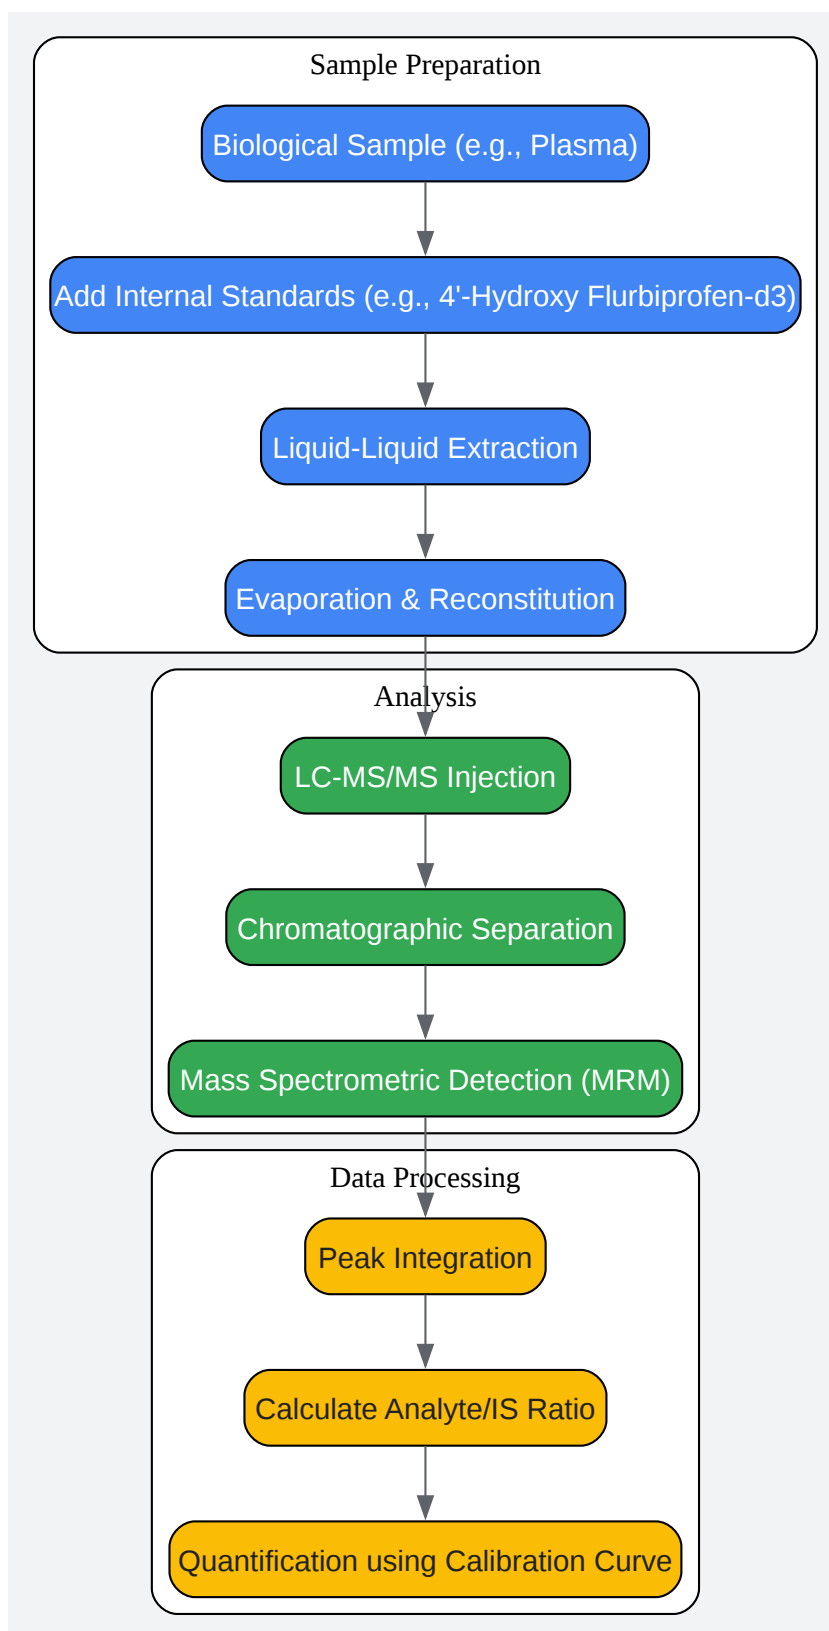 Sample Preparation
Biological Sample (e.g., Plasma)
Add Internal Standards (e.g., 4'-Hydroxy Flurbiprofen-d3)
Liquid-Liquid Extraction
Evaporation & Reconstitution
Analysis
LC-MS/MS Injection
Chromatographic Separation
Mass Spectrometric Detection (MRM)
Data Processing
Peak Integration
Calculate Analyte/IS Ratio
Quantification using Calibration Curve